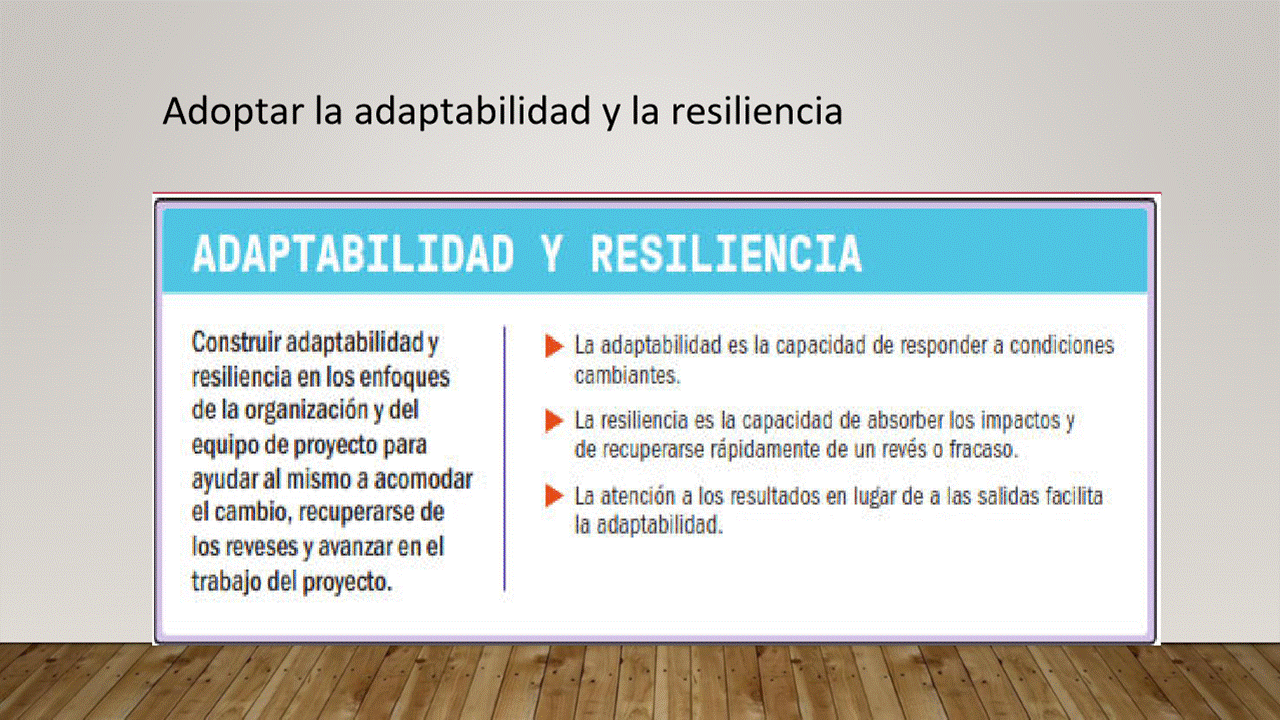 Adoptar la adaptabilidad y la resiliencia
ADAPTABILIDAD Y RESILIENCIA
Construir adaptabilidad y
resiliencia en los enfoques
de la organización y del
equipo de proyecto para
ayudar al mismo a acomodar
el cambio, recuperarse de
los reveses y avanzar en el
trabajo del proyecto.
La adaptabilidad es la capacidad de responder a condiciones
cambiantes.
La resiliencia es la capacidad de absorber los impactos y
de recuperarse rápidamente de un revés o fracaso.
La atención a los resultados en lugar de a las salidas facilita
la adaptabilidad.